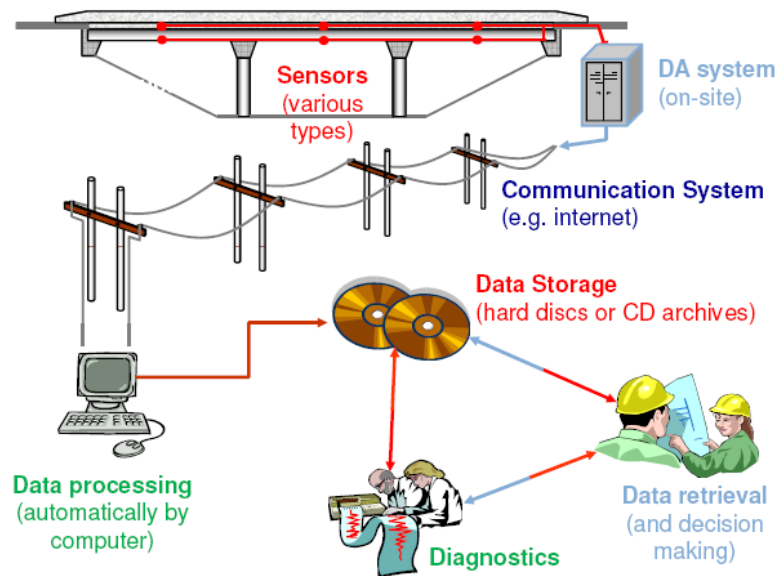 Sensors
(various
types)
DA system
(on-site)
Communication System
(e.g. internet)
Data Storage
(hard discs or CD archives)
Data processing
(automatically by
computer)
Diagnostics
Data retrieval
(and decision
making)